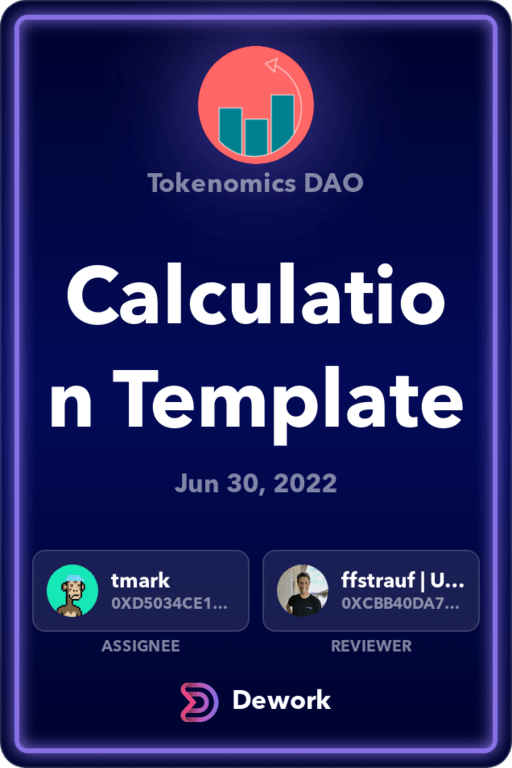 Tokenomics DAO
Calculatio
n Template
Jun 30, 2022
tmark
0XD5034CE1...
ASSIGNEE
ffstrauf | U...
0XCBB40DA7...
REVIEWER
Dework